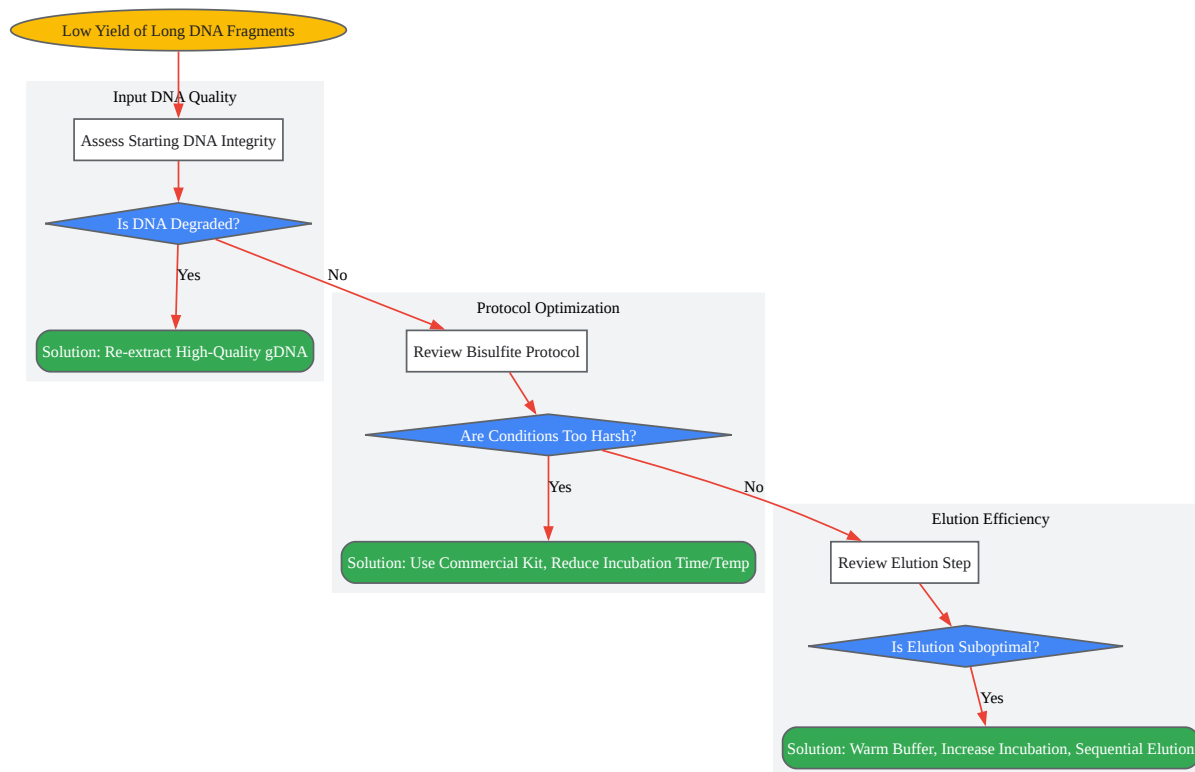 Low Yield of Long DNA Fragments
Input DNA Quality
Assess Starting DNA Integrity
Is DNA Degraded?
Yes
No
Solution: Re-extract High-Quality gDNA
Protocol Optimization
Review Bisulfite Protocol
Are Conditions Too Harsh?
Yes
No
Solution: Use Commercial Kit, Reduce Incubation Time/Temp
Elution Efficiency
Review Elution Step
Is Elution Suboptimal?
Yes
Solution: Warm Buffer, Increase Incubation, Sequential Elution